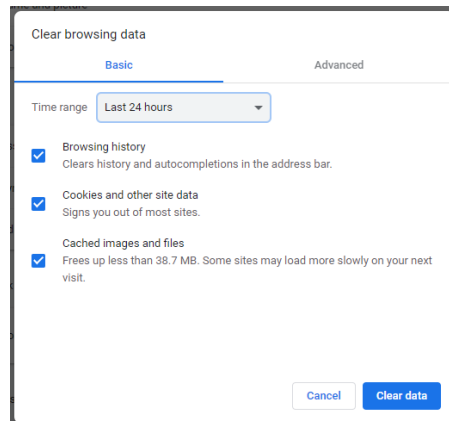 Clear browsing data
Basic Advanced
Time range Last 24 hours
Browsing history
Clears history and autocompletions in the address bar.
Cookies and other site data
Signs you out of most sites.
Cached images and files
Frees up less than 38.7 MB. Some sites may load more slowly on your next
visit.
Cancel Clear data